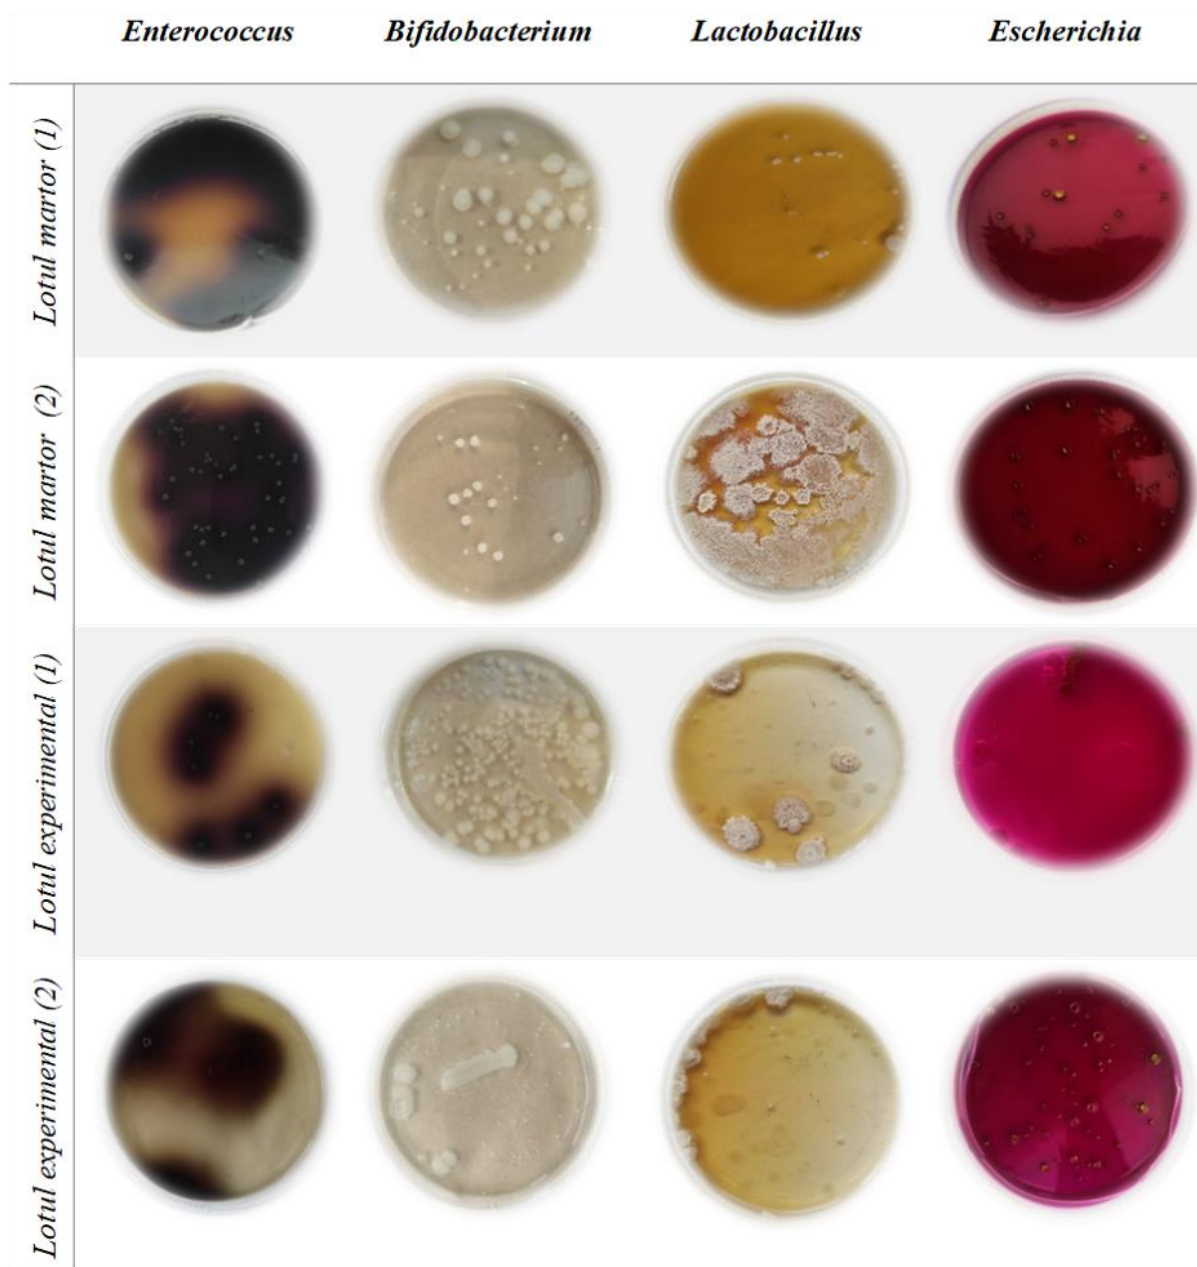 Enterococcus Bifidobacterium Lactobacillus Escherichia
Lotul martor (1)
Lotul martor (2)
Lotul experimental (1)
Lotul experimental (2)